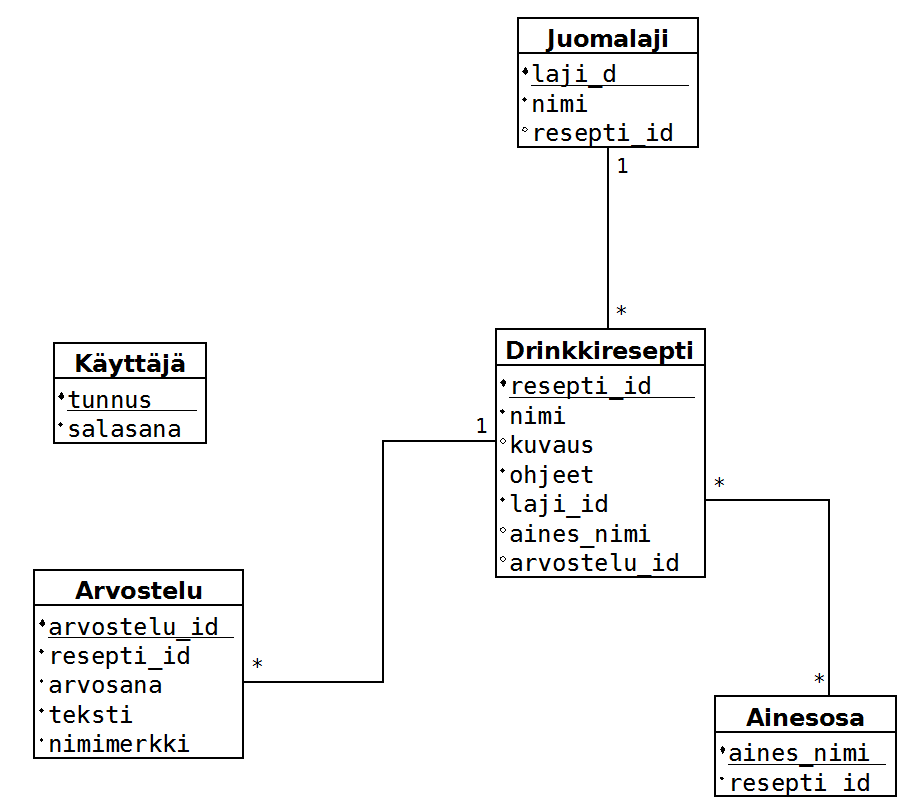 Juomalaji
laji_d
nimi
resepti_id
1
*
Drinkkiresepti
resepti_id
nimi
kuvaus
ohjeet
laji_id
aines_nimi
arvostelu_id
1
*
Käyttäjä
tunnus
salasana
Arvostelu
arvostelu_id
resepti_id
arvosana
teksti
nimimerkki
*
*
Ainesosa
aines_nimi
resepti_id